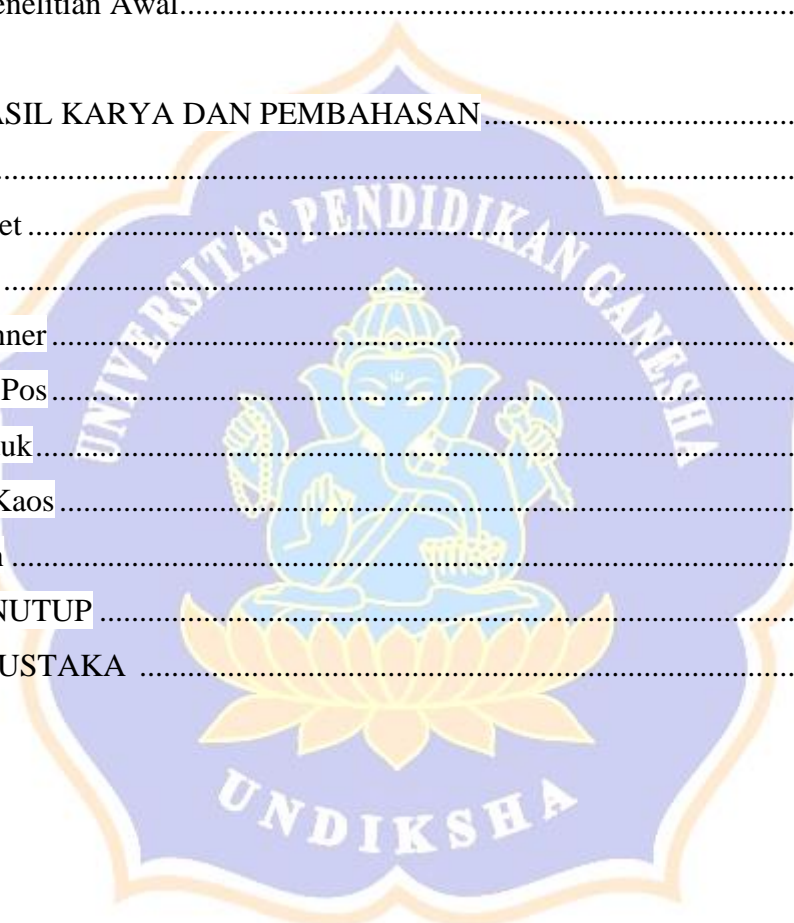 enelitian Awal....................................................................
ASIL KARYA DAN PEMBAHASAN....................................
...................................................................................
et................................................................................
...................................................................................
nner............................................................................
Pos.............................................................................
uk...............................................................................
Kaos...........................................................................
n.................................................................................
NUTUP......................................................................
USTAKA ...................................................................
UNIVERSITAS PENDIDIKAN GANESHA
UNDIKSHA